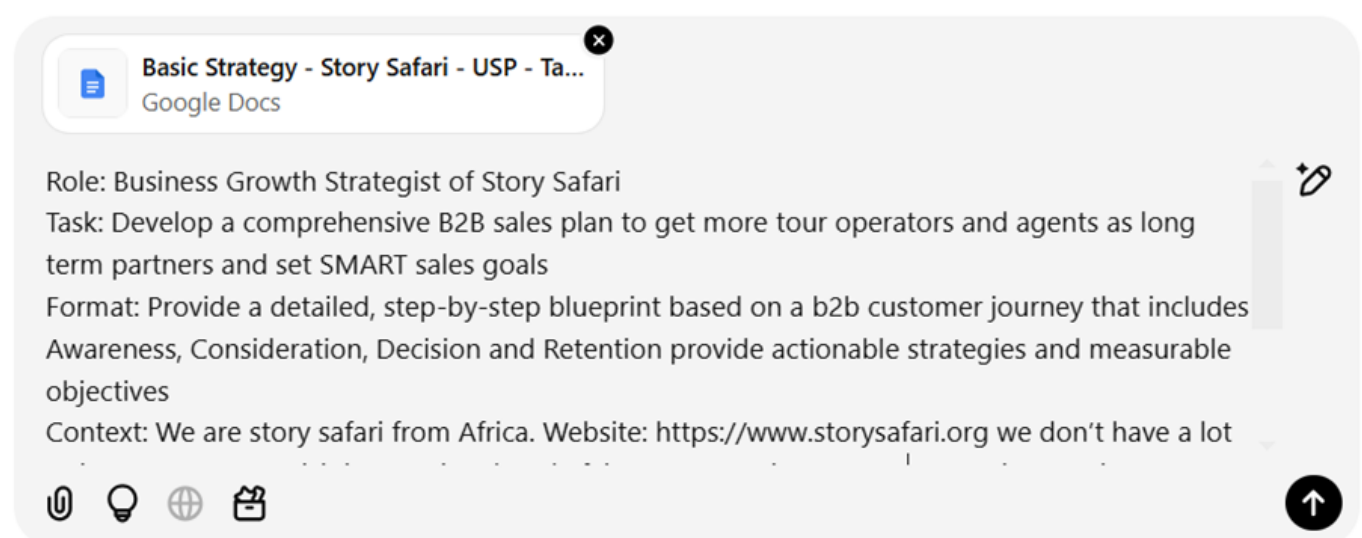 Basic Strategy - Story Safari - USP - Ta...
Google Docs
Role: Business Growth Strategist of Story Safari
Task: Develop a comprehensive B2B sales plan to get more tour operators and agents as long
term partners and set SMART sales goals
Format: Provide a detailed, step-by-step blueprint based on a b2b customer journey that includes
Awareness, Consideration, Decision and Retention provide actionable strategies and measurable
objectives
Context: We are story safari from Africa. Website: https://www.storysafari.org we don’t have a lot